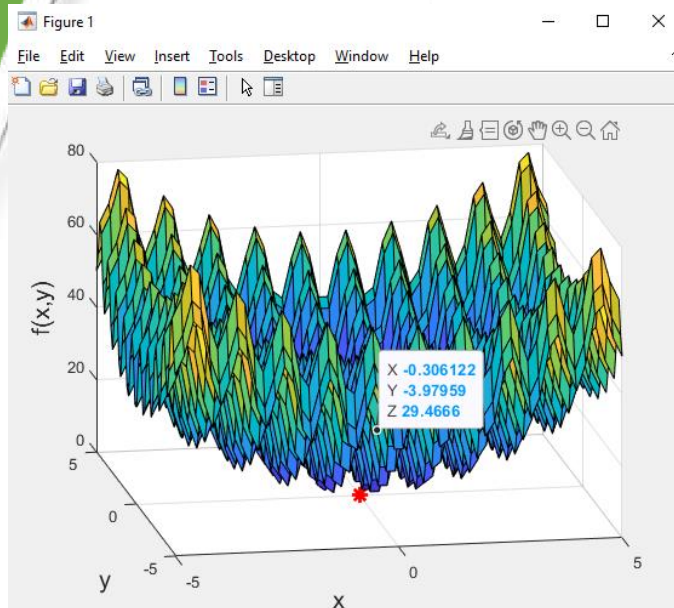 Figure 1
File Edit View Insert Tools Desktop Window Help
80
60
40
20
0
f(x,y)
X -0.306122
Y -3.97959
Z 29.4666
5
0
-5
y
-5
0
5
x